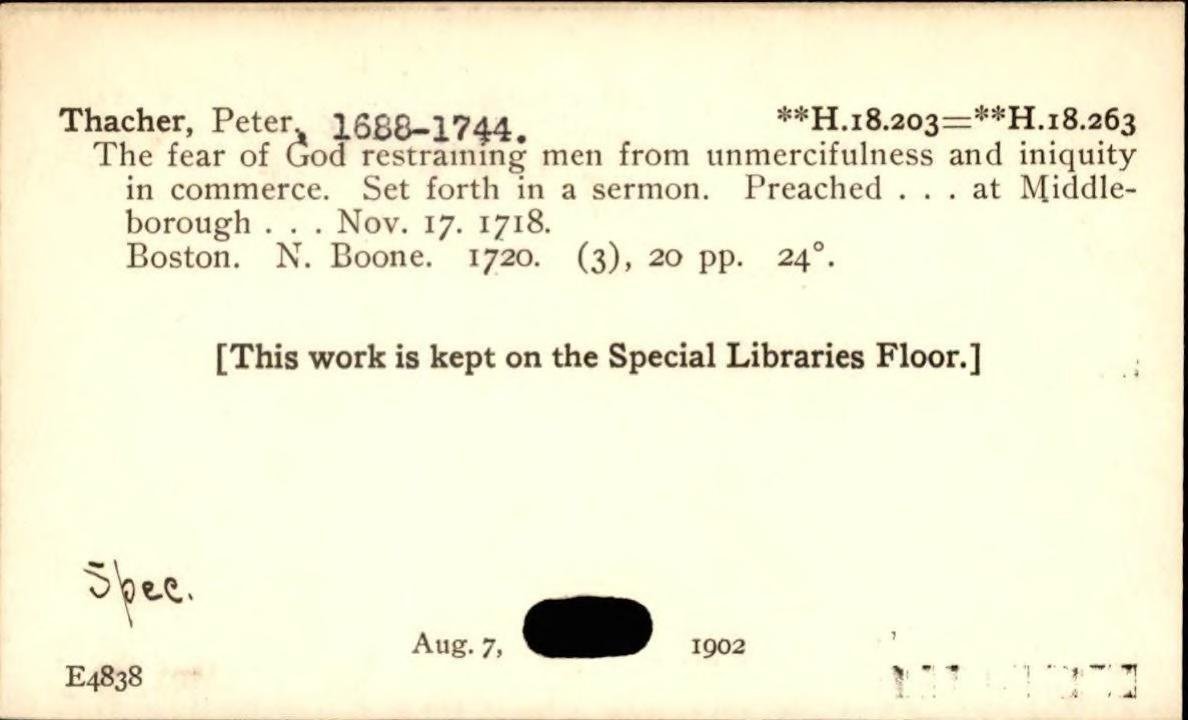 Thacher, Peter, 1688-1744. **H.18.203=**H.18.263
The fear of God restraining men from unmercifulness and iniquity
in commerce. Set forth in a sermon. Preached . . . at Middle-
borough . . . Nov. 17. 1718.
Boston. N. Boone. 1720. (3), 20 pp. 24°.
[This work is kept on the Special Libraries Floor.]
Spec.
Aug. 7, 1902
E4838